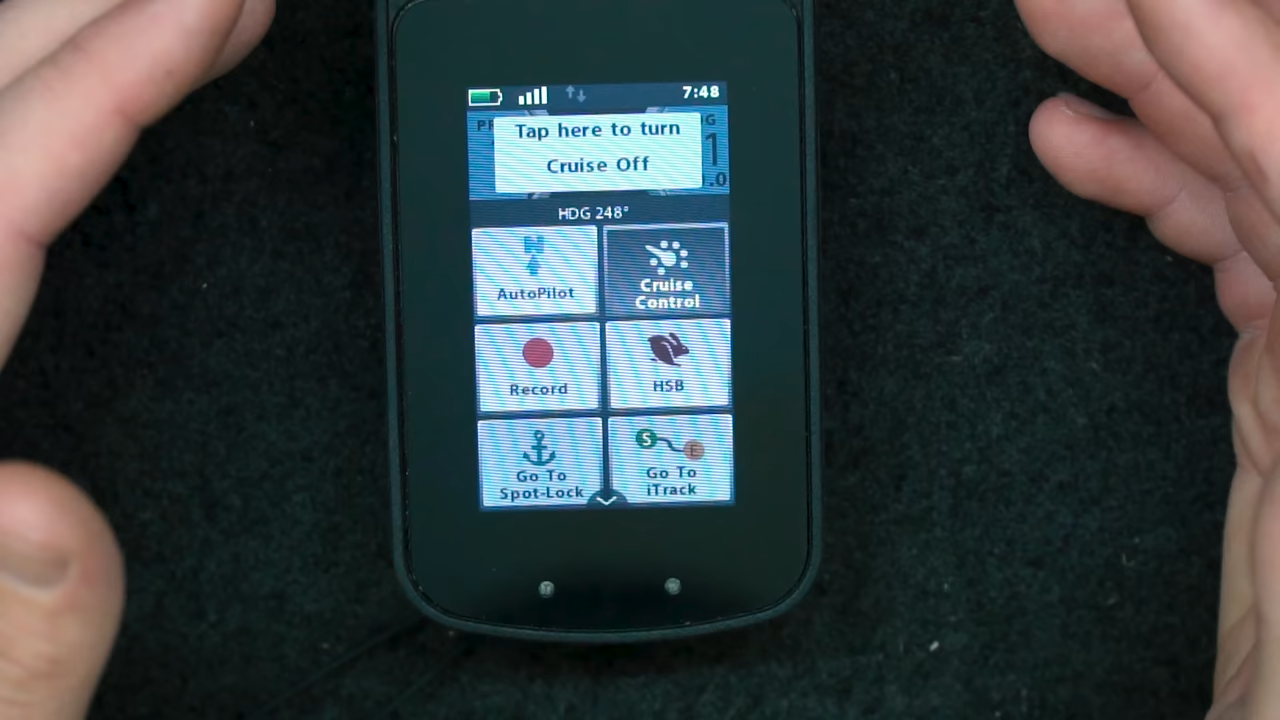 7:48
Tap here to turn
Cruise Off
HDG 248°
AutoPilot
Cruise
Control
Record
HSB
Go To
Spot-Lock
S
E
Go To
iTrack